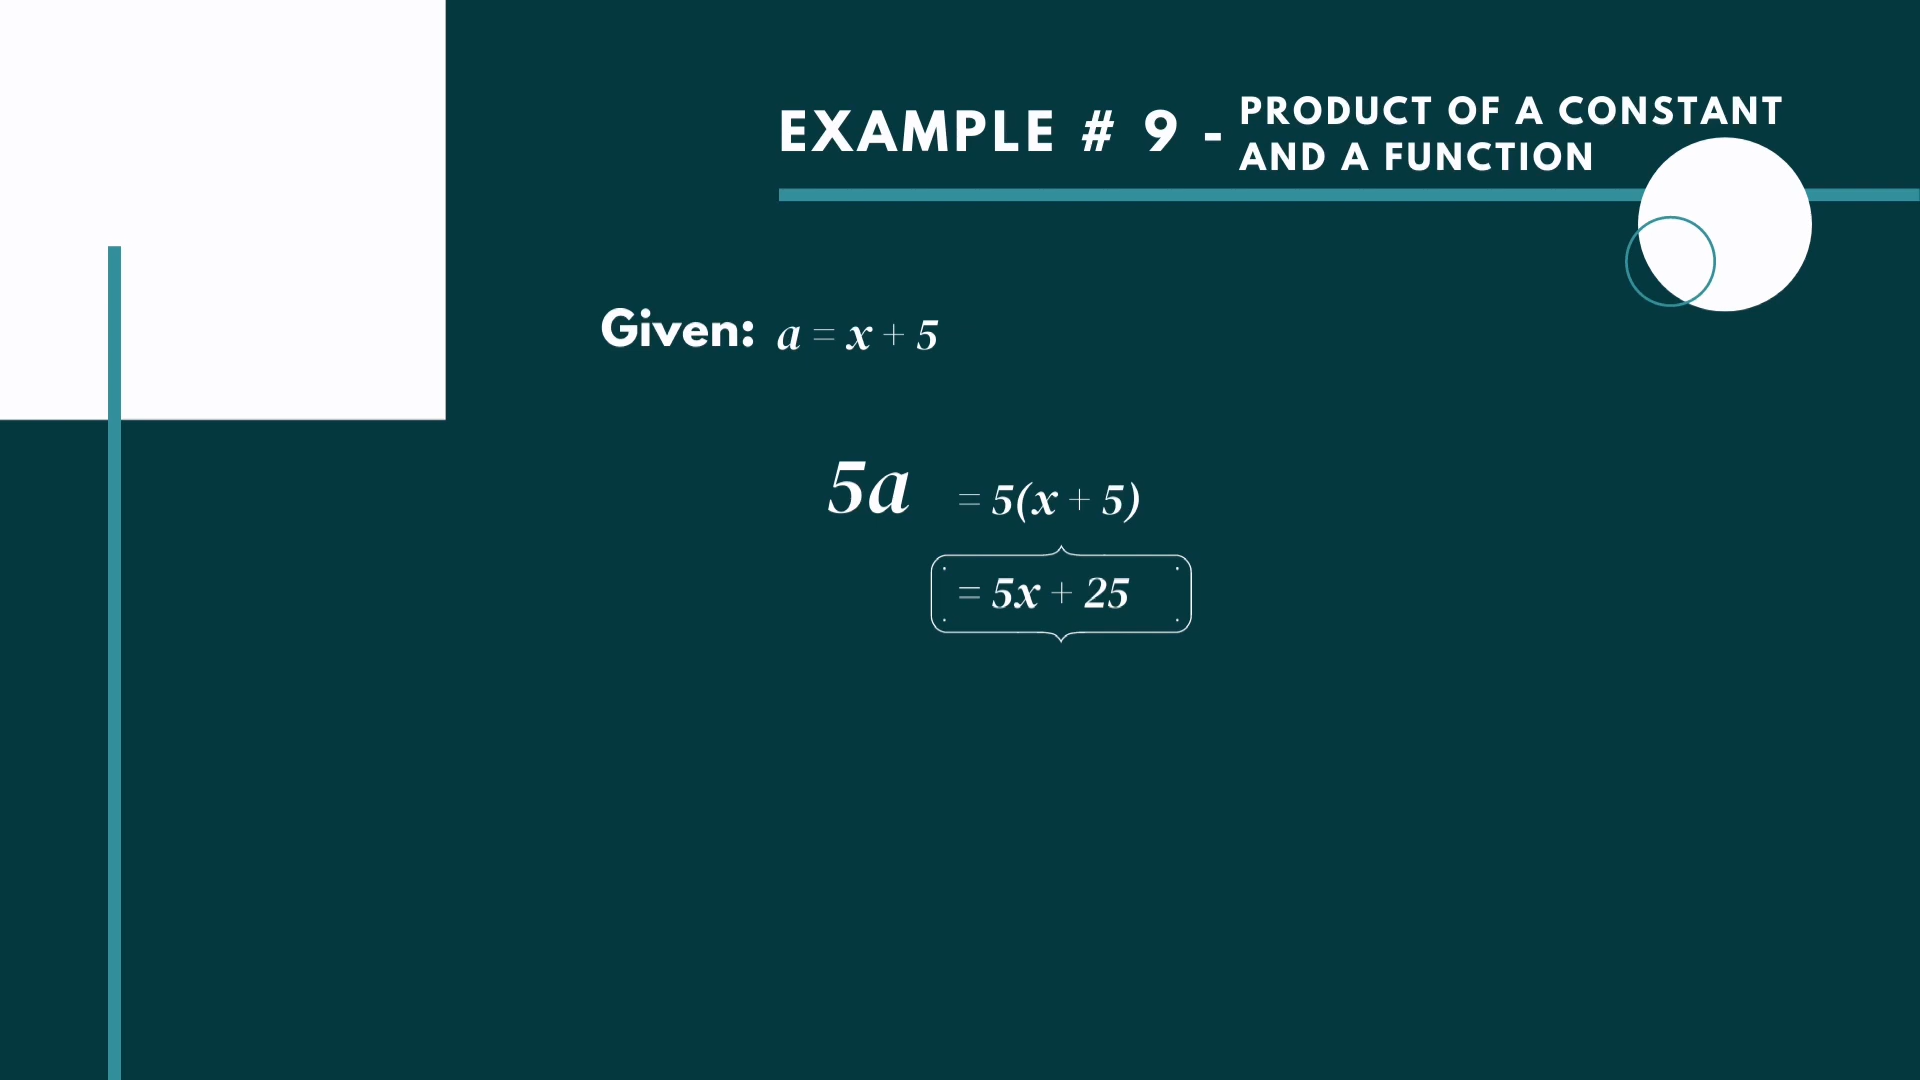 EXAMPLE # 9 - PRODUCT OF A CONSTANT
AND A FUNCTION
Given: a = x + 5
5a = 5(x + 5)
= 5x + 25